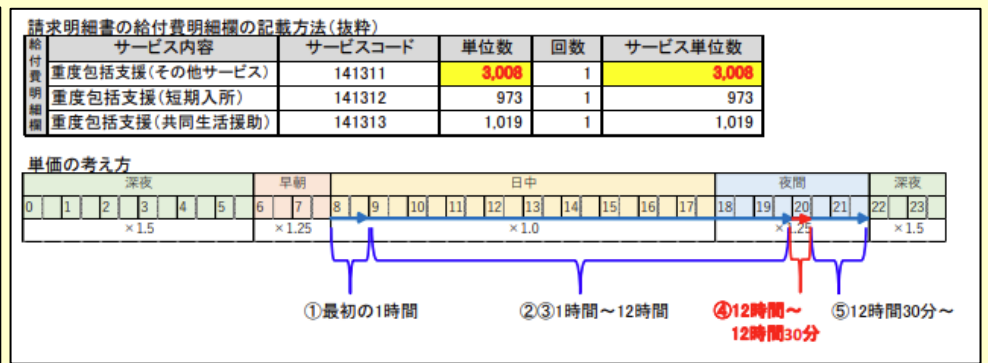 請求明細書の給付費明細欄の記載方法(抜粋)
給付費明細欄
サービス内容 サービスコード 単位数 回数 サービス単位数
重度包括支援(その他サービス) 141311 3,008 1 3,008
重度包括支援(短期入所) 141312 973 1 973
重度包括支援(共同生活援助) 141313 1,019 1 1,019
単価の考え方
深夜 早朝 日中 夜間 深夜
0 1 2 3 4 5 6 7 8 9 10 11 12 13 14 15 16 17 18 19 20 21 22 23
×1.5 ×1.25 ×1.0 ×1.25 ×1.5
①最初の1時間 ②③1時間~12時間 ④12時間~ ⑤12時間30分~
12時間30分